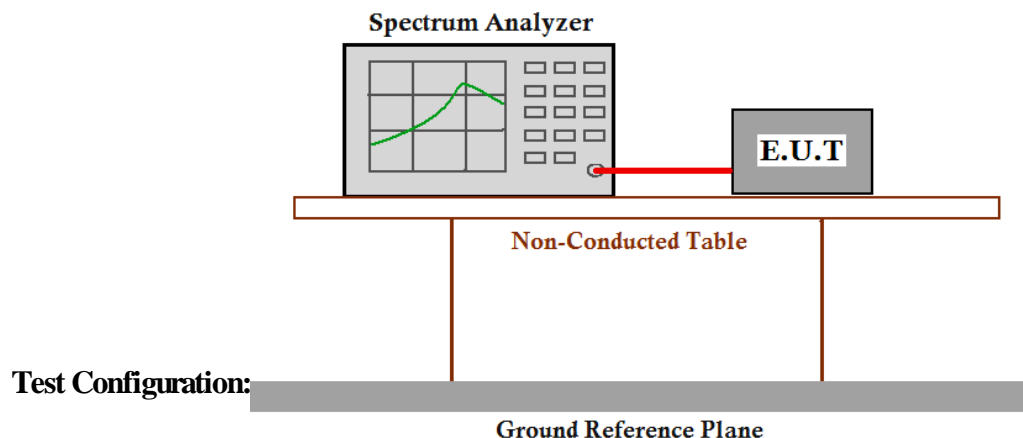 Spectrum Analyzer
E.U.T
Non-Conducted Table
Test Configuration:
Ground Reference Plane